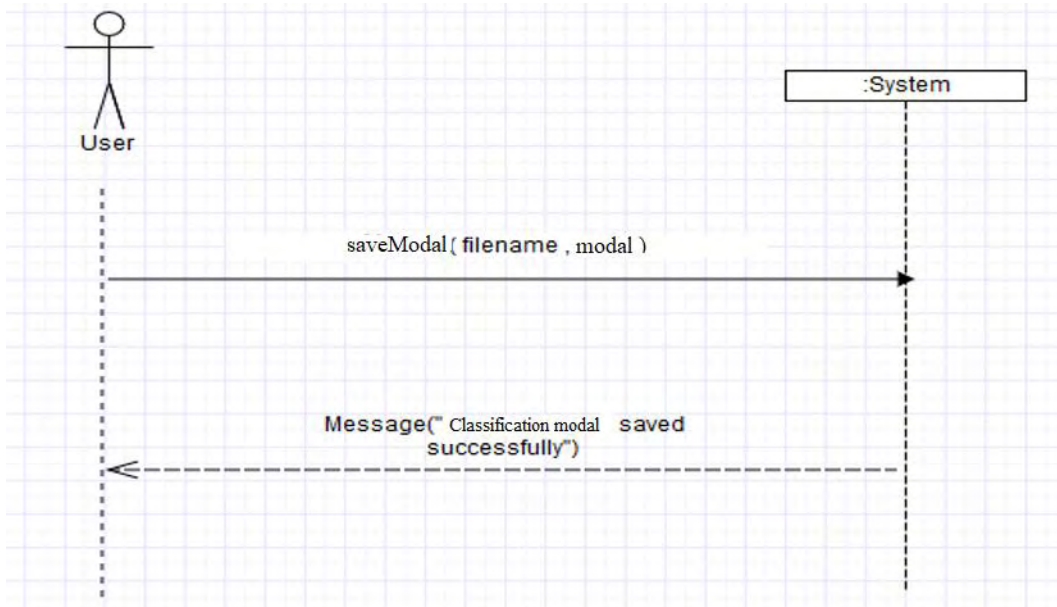 :System
User
saveModal( filename , modal )
Message(" Classification modal saved
successfully")